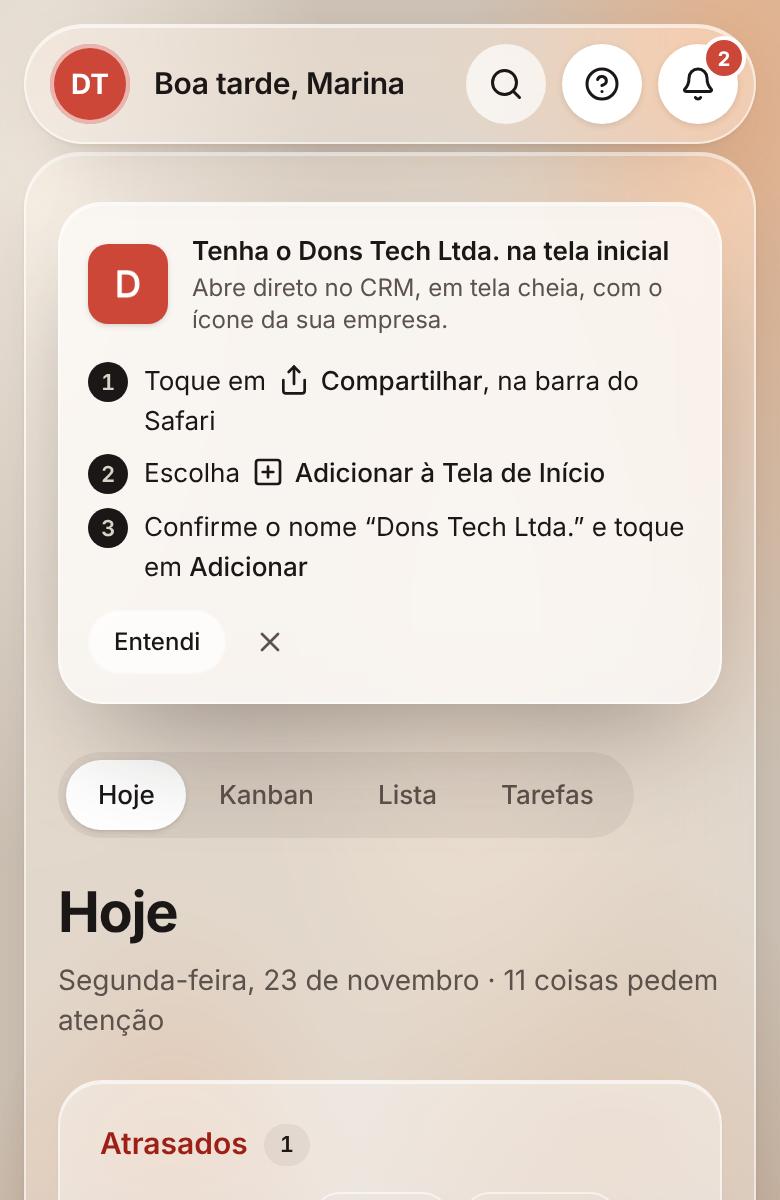 DT
Boa tarde, Marina
2
D
Tenha o Dons Tech Ltda. na tela inicial
Abre direto no CRM, em tela cheia, com o
ícone da sua empresa.
1 Toque em Compartilhar, na barra do
Safari
2 Escolha Adicionar à Tela de Início
3 Confirme o nome “Dons Tech Ltda.” e toque
em Adicionar
Entendi
Hoje Kanban Lista Tarefas
Hoje
Segunda-feira, 23 de novembro · 11 coisas pedem
atenção
Atrasados 1